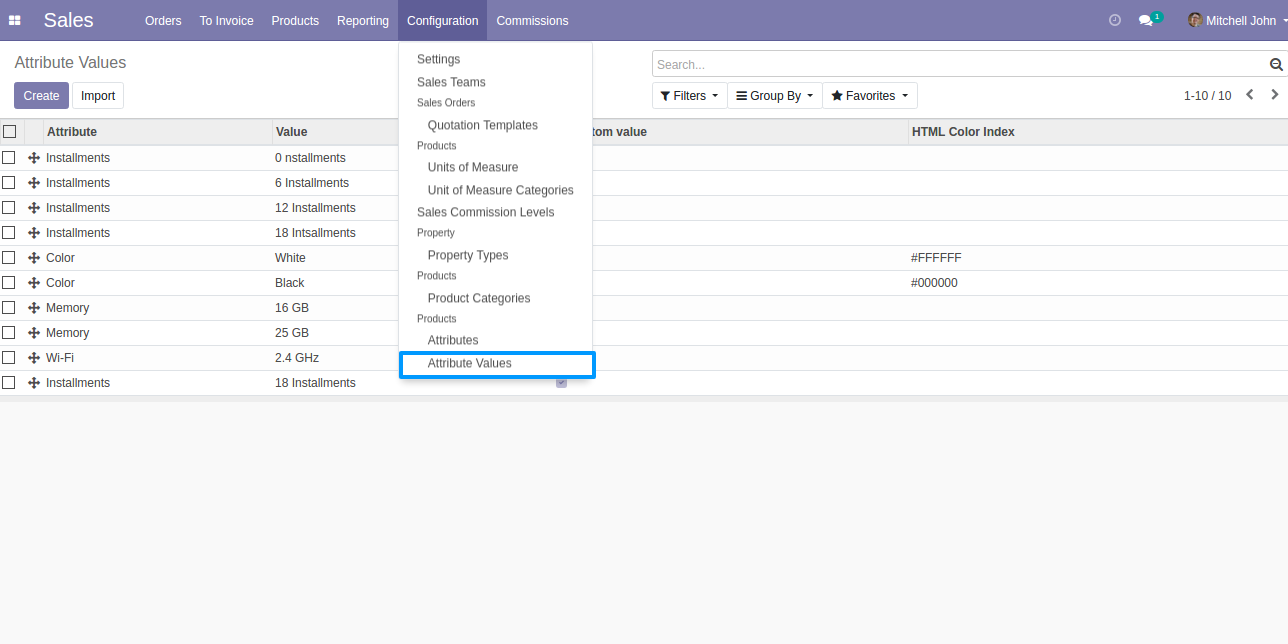 Sales Orders To Invoice Products Reporting Configuration Commissions 1 Mitchell John
Attribute Values
Search...
Create Import
Filters Group By Favorites 1-10 / 10
Settings
Sales Teams
Sales Orders
Quotation Templates
Products
Units of Measure
Unit of Measure Categories
Sales Commission Levels
Property
Property Types
Products
Product Categories
Products
Attributes
Attribute Values
Attribute Value tom value HTML Color Index
Installments 0 nstallments
Installments 6 Installments
Installments 12 Installments
Installments 18 Intsallments
Color White #FFFFFF
Color Black #000000
Memory 16 GB
Memory 25 GB
Wi-Fi 2.4 GHz
Installments 18 Installments